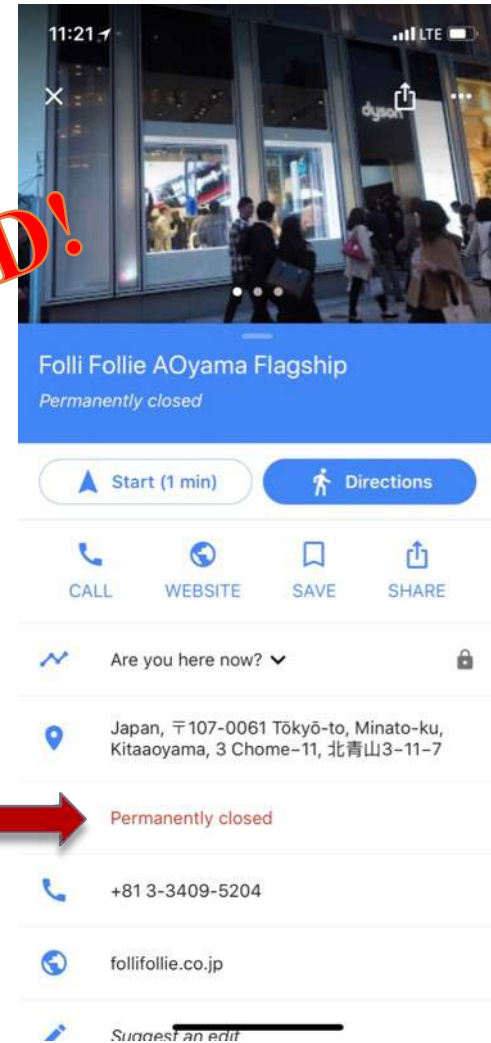 11:21
LTE
dyson
D!
Folli Follie AOyama Flagship
Permanently closed
Start (1 min)
Directions
CALL
WEBSITE
SAVE
SHARE
Are you here now?
Japan, 〒107-0061 Tōkyō-to, Minato-ku,
Kitaaoyama, 3 Chome−11, 北青山3−11−7
Permanently closed
+81 3-3409-5204
follifollie.co.jp
Suggest an edit